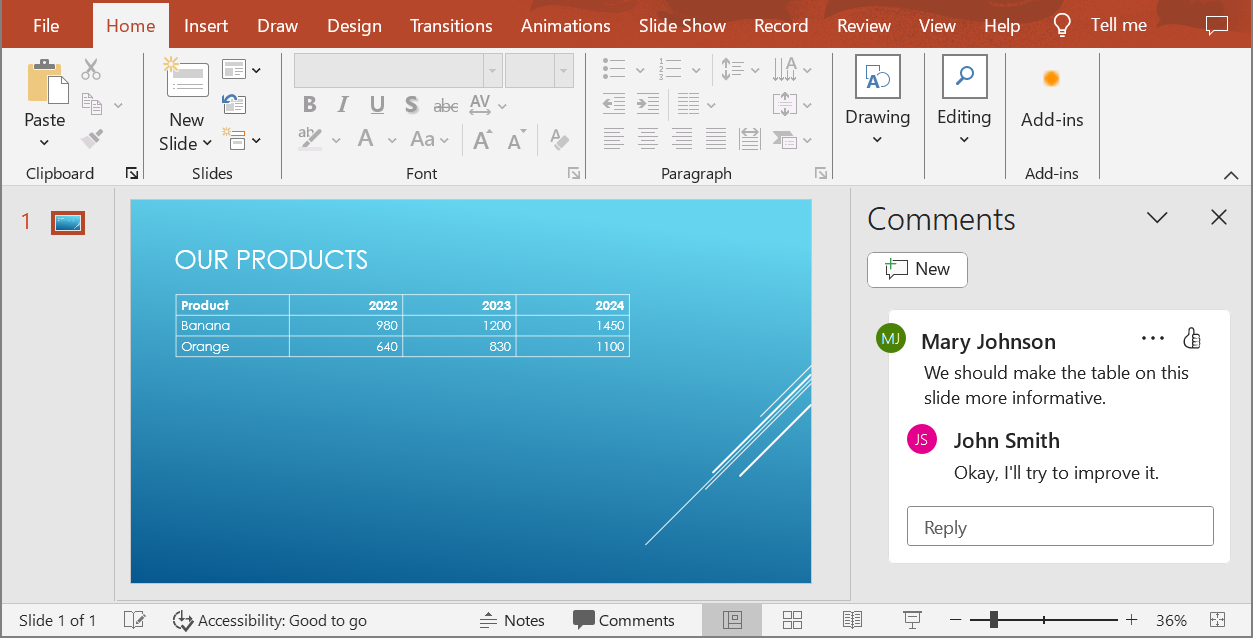 File Home Insert Draw Design Transitions Animations Slide Show Record Review View Help Tell me
Paste
New
Slide
B I U S abc AV
ab A Aa A A A
Drawing
Editing
Add-ins
Clipboard Slides Font Paragraph Add-ins
1
OUR PRODUCTS
Product 2022 2023 2024
Banana 980 1200 1450
Orange 640 830 1100
Comments
New
MJ Mary Johnson
We should make the table on this
slide more informative.
JS John Smith
Okay, I'll try to improve it.
Reply
Slide 1 of 1 Accessibility: Good to go Notes Comments 36%